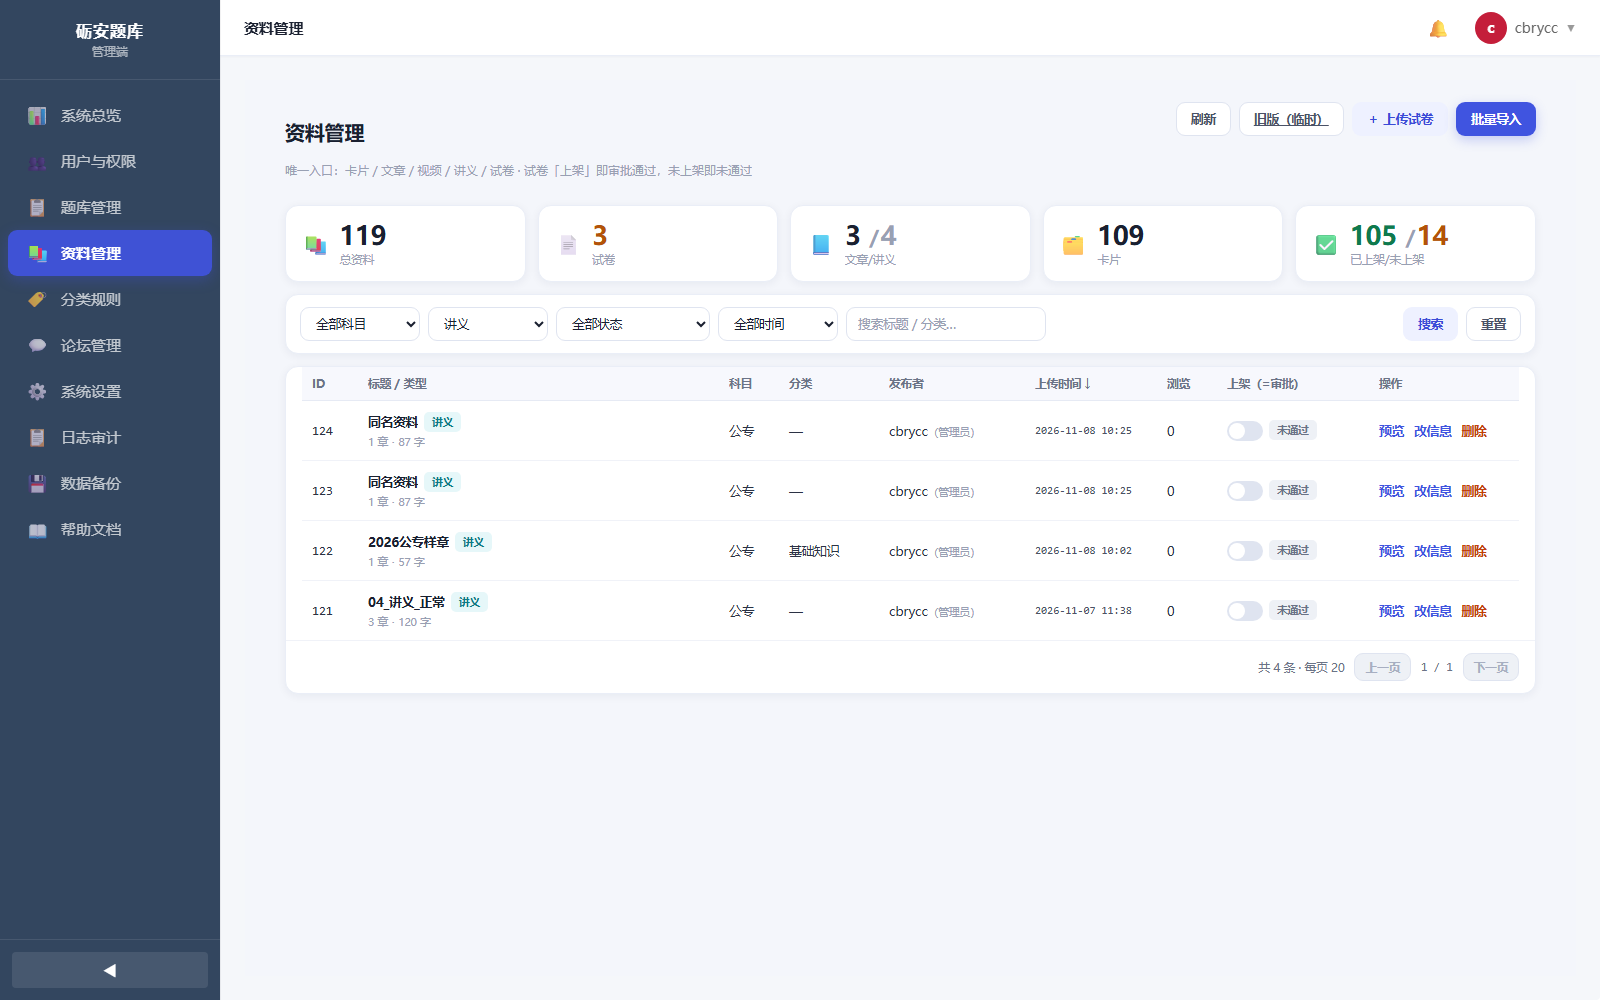 砺安题库
管理端
系统总览
用户与权限
题库管理
资料管理
分类规则
论坛管理
系统设置
日志审计
数据备份
帮助文档
◀
资料管理
c cbrycc ▼
资料管理
唯一入口：卡片 / 文章 / 视频 / 讲义 / 试卷 · 试卷「上架」即审批通过，未上架即未通过
刷新 旧版（临时） + 上传试卷 批量导入
119
总资料
3
试卷
3 /4
文章/讲义
109
卡片
105 /14
已上架/未上架
全部科目 讲义 全部状态 全部时间 搜索标题 / 分类... 搜索 重置
ID 标题 / 类型 科目 分类 发布者 上传时间 ↓ 浏览 上架（=审批） 操作
124 同名资料 讲义 公专 — cbrycc (管理员) 2026-11-08 10:25 0 未通过 预览 改信息 删除
1 章 · 87 字
123 同名资料 讲义 公专 — cbrycc (管理员) 2026-11-08 10:25 0 未通过 预览 改信息 删除
1 章 · 87 字
122 2026公专样章 讲义 公专 基础知识 cbrycc (管理员) 2026-11-08 10:02 0 未通过 预览 改信息 删除
1 章 · 57 字
121 04_讲义_正常 讲义 公专 — cbrycc (管理员) 2026-11-07 11:38 0 未通过 预览 改信息 删除
3 章 · 120 字
共 4 条 · 每页 20 上一页 1 / 1 下一页